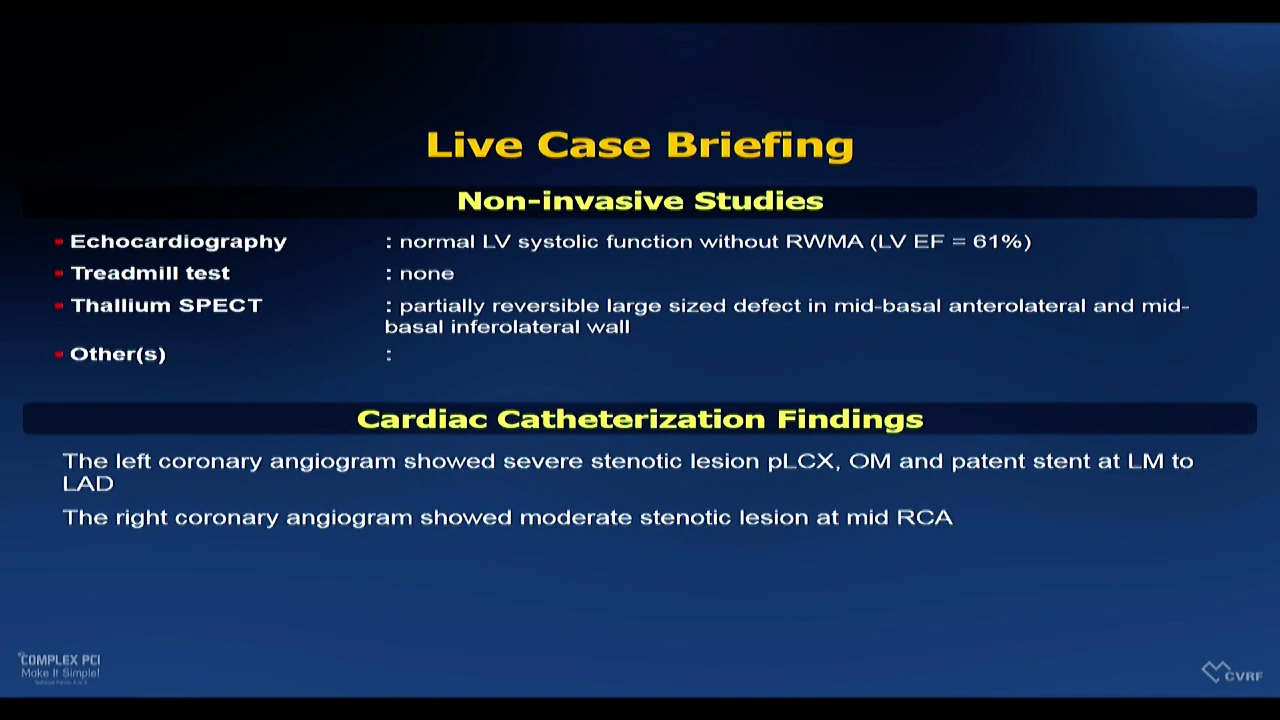 Live Case Briefing
Non-invasive Studies
Echocardiography : normal LV systolic function without RWMA (LV EF = 61%)
Treadmill test : none
Thallium SPECT : partially reversible large sized defect in mid-basal anterolateral and mid-
basal inferolateral wall
Other(s) :
Cardiac Catheterization Findings
The left coronary angiogram showed severe stenotic lesion pLCX, OM and patent stent at LM to
LAD
The right coronary angiogram showed moderate stenotic lesion at mid RCA
COMPLEX PCI
Make It Simple!
CVRF